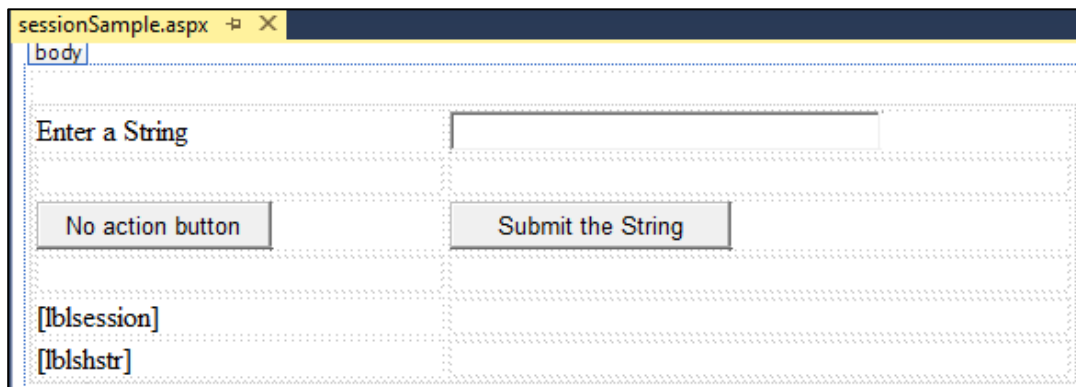 sessionSample.aspx
body
Enter a String
No action button Submit the String
[lblsession]
[lblshstr]